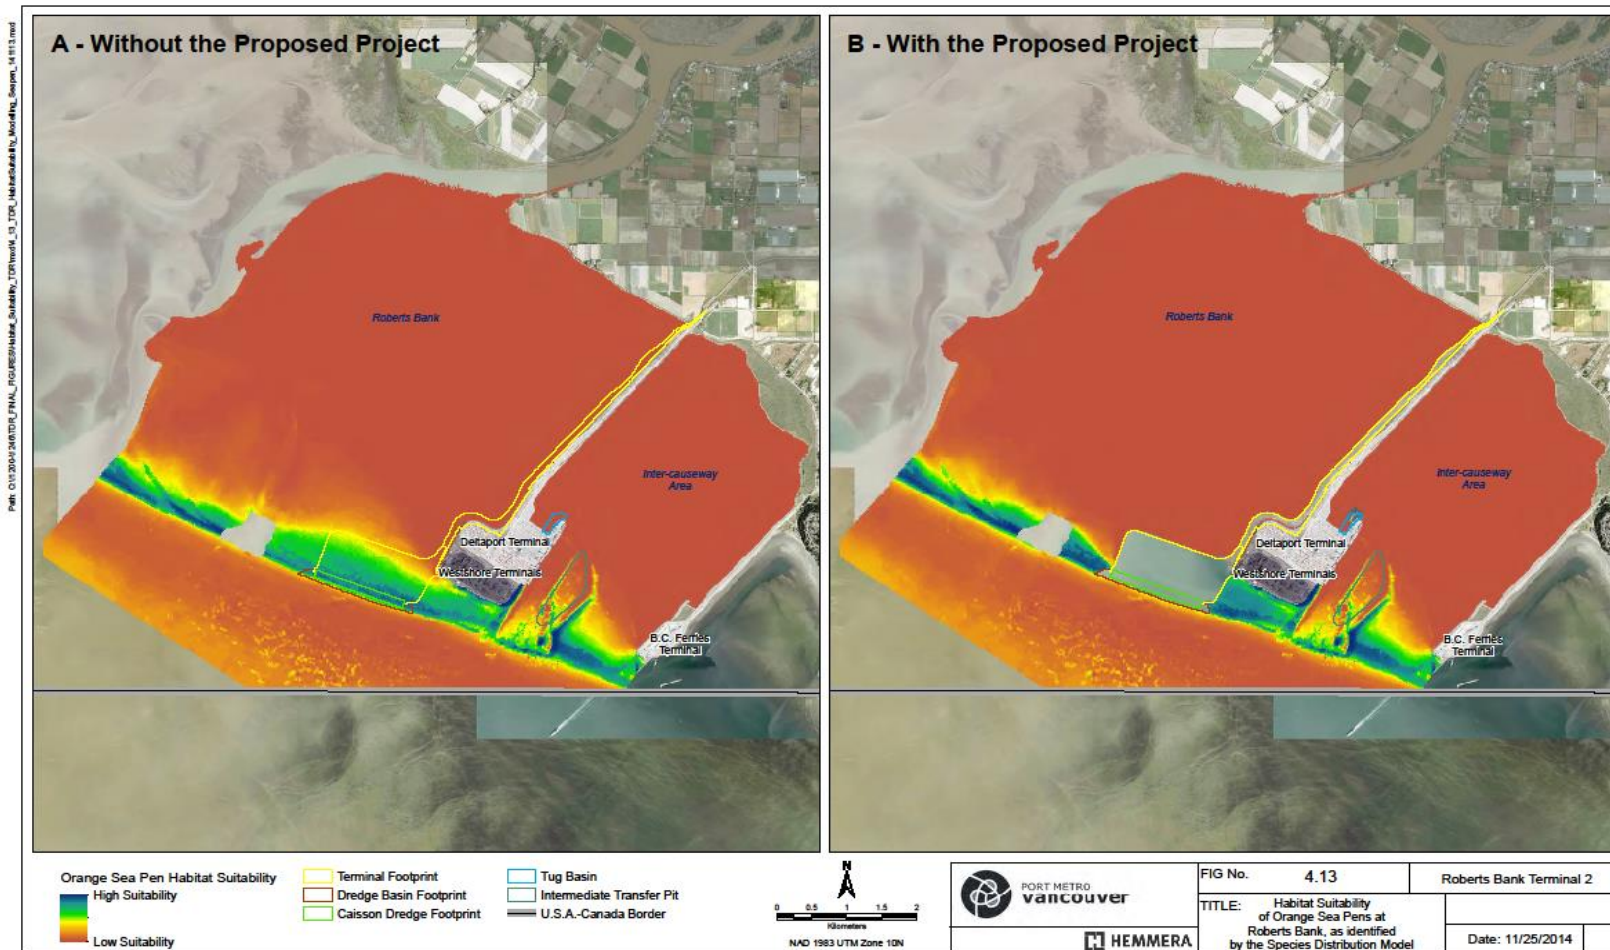 A - Without the Proposed Project
Roberts Bank
Inter-causeway
Area
Deltaport Terminal
Westshore Terminals
B.C. Ferries
Terminal
B - With the Proposed Project
Roberts Bank
Inter-causeway
Area
Deltaport Terminal
Westshore Terminals
B.C. Ferries
Terminal
Orange Sea Pen Habitat Suitability
High Suitability
Low Suitability
Terminal Footprint
Dredge Basin Footprint
Caisson Dredge Footprint
Tug Basin
Intermediate Transfer Pit
U.S.A.-Canada Border
N
0 0.5 1 1.5 2
Kilometers
NAD 1983 UTM Zone 10N
PORT METRO
vancouver
HEMMERA
FIG No. 4.13
Roberts Bank Terminal 2
TITLE: Habitat Suitability
of Orange Sea Pens at
Roberts Bank, as identified
by the Species Distribution Model
Date: 11/25/2014